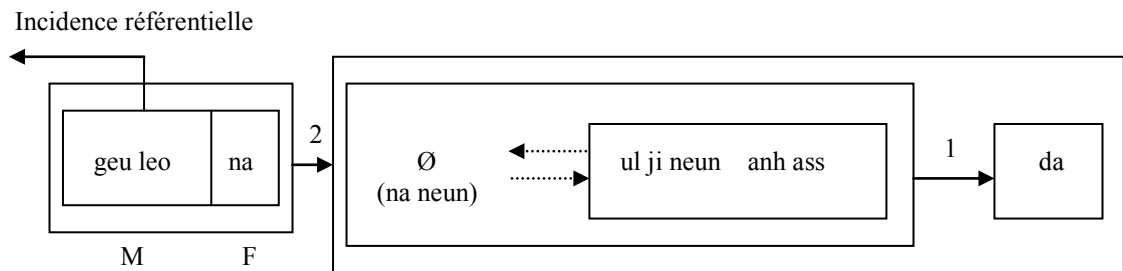 Incidence référentielle
geu leo na 2 Ø (na neun) ul ji neun anh ass 1 da
M F